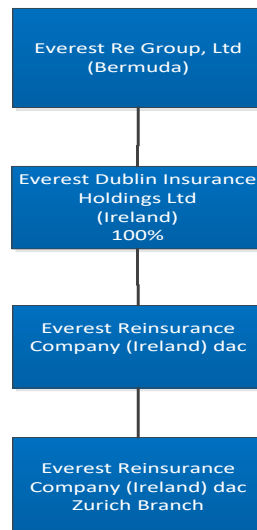 Everest Re Group, Ltd
(Bermuda)
Everest Dublin Insurance
Holdings Ltd
(Ireland)
100%
Everest Reinsurance
Company (Ireland) dac
Everest Reinsurance
Company (Ireland) dac
Zurich Branch